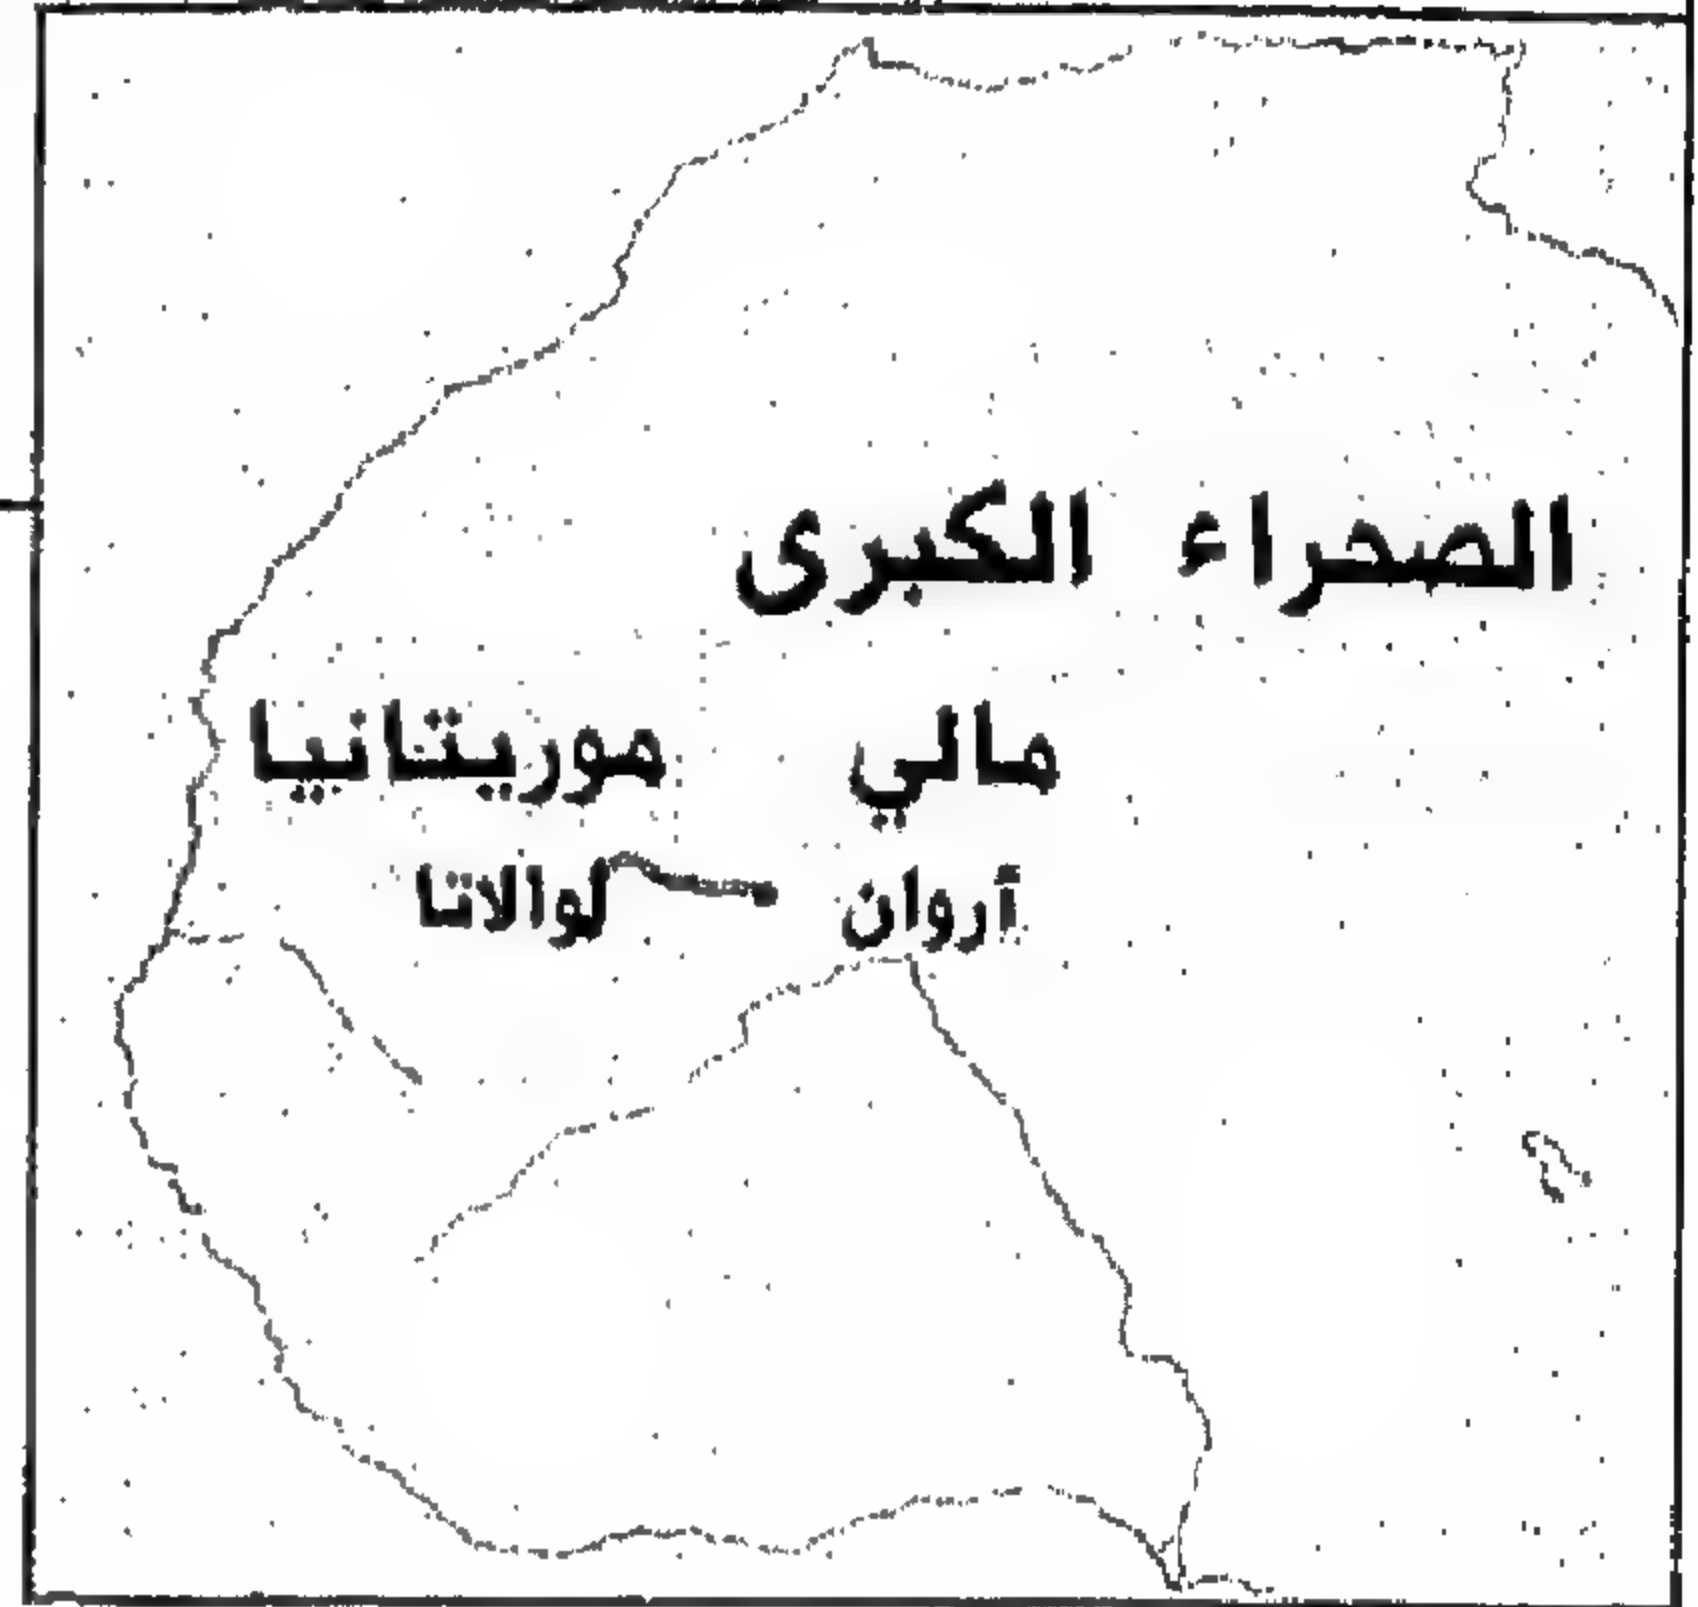 الصحراء الكبرى
مالي
موريتانيا
أروان
لوالاتا